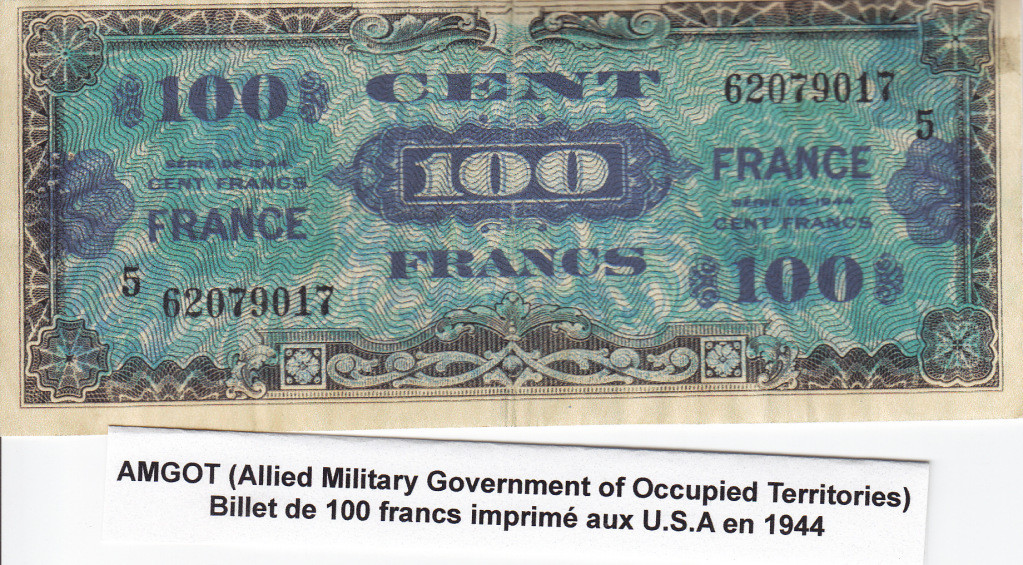 100
CENT
62079017
5
SÉRIE DE 1944
CENT FRANCS
FRANCE
100
FRANCE
SÉRIE DE 1944
CENT FRANCS
FRANCS
5
62079017
100
AMGOT (Allied Military Government of Occupied Territories)
Billet de 100 francs imprimé aux U.S.A en 1944